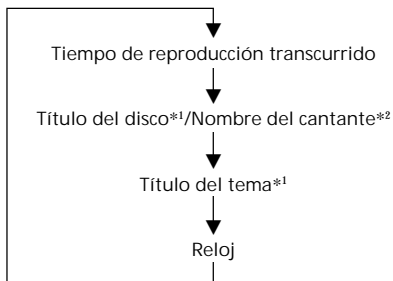 Tiempo de reproducción transcurrido
Título del disco*¹/Nombre del cantante*²
Título del tema*¹
Reloj